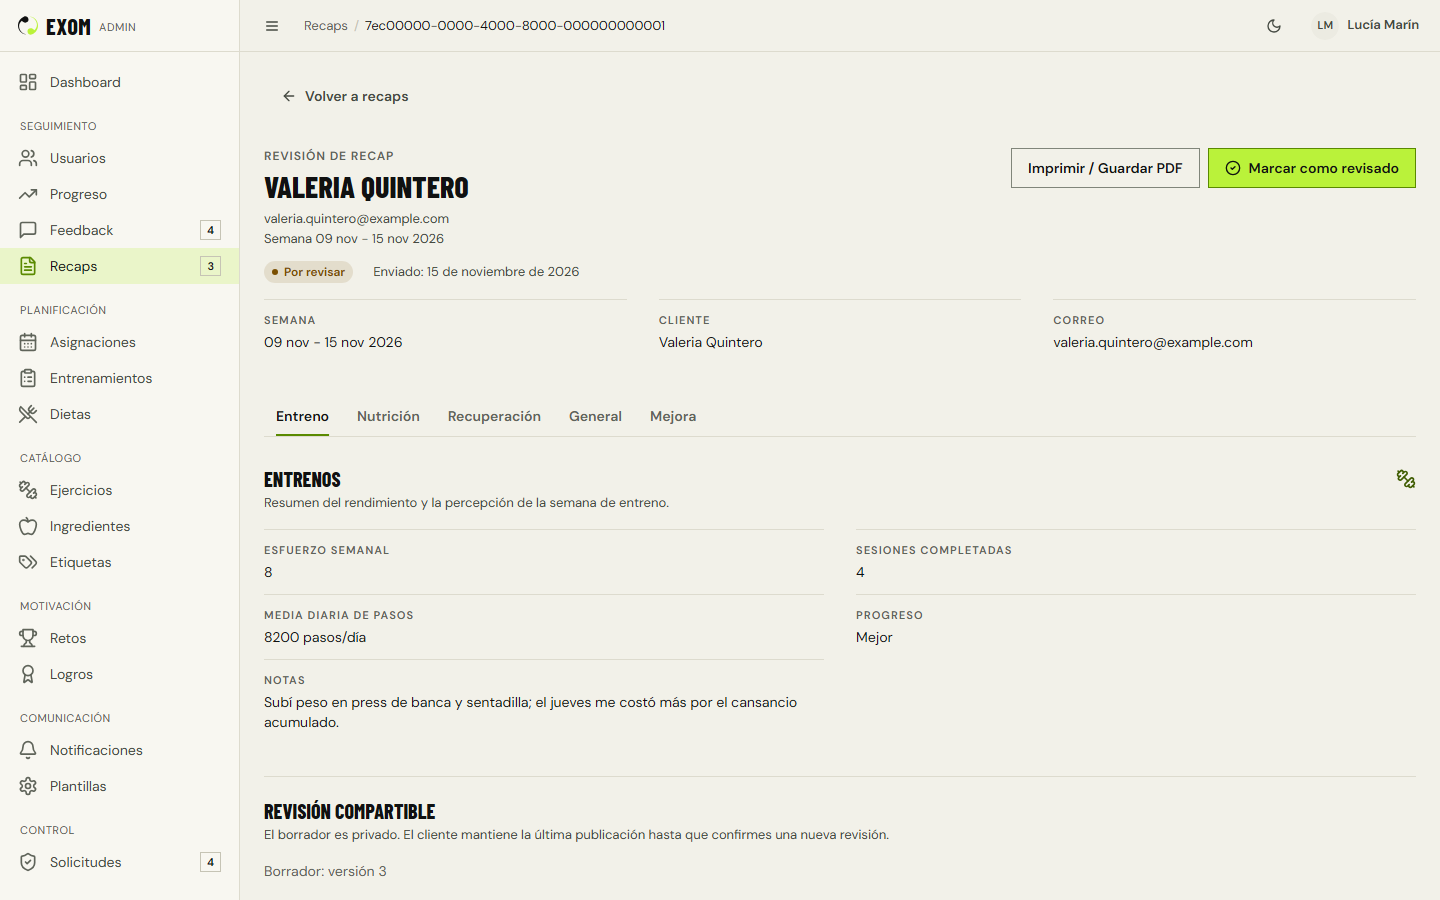 EXOM ADMIN
Dashboard
SEGUIMIENTO
Usuarios
Progreso
Feedback 4
Recaps 3
PLANIFICACIÓN
Asignaciones
Entrenamientos
Dietas
CATÁLOGO
Ejercicios
Ingredientes
Etiquetas
MOTIVACIÓN
Retos
Logros
COMUNICACIÓN
Notificaciones
Plantillas
CONTROL
Solicitudes 4
Recaps / 7ec00000-0000-4000-8000-000000000001
LM Lucía Marín
Volver a recaps
REVISIÓN DE RECAP
VALERIA QUINTERO
valeria.quintero@example.com
Semana 09 nov - 15 nov 2026
Por revisar Enviado: 15 de noviembre de 2026
Imprimir / Guardar PDF Marcar como revisado
SEMANA CLIENTE CORREO
09 nov - 15 nov 2026 Valeria Quintero valeria.quintero@example.com
Entreno Nutrición Recuperación General Mejora
ENTRENOS
Resumen del rendimiento y la percepción de la semana de entreno.
ESFUERZO SEMANAL SESIONES COMPLETADAS
8 4
MEDIA DIARIA DE PASOS PROGRESO
8200 pasos/día Mejor
NOTAS
Subí peso en press de banca y sentadilla; el jueves me costó más por el cansancio
acumulado.
REVISIÓN COMPARTIBLE
El borrador es privado. El cliente mantiene la última publicación hasta que confirmes una nueva revisión.
Borrador: versión 3